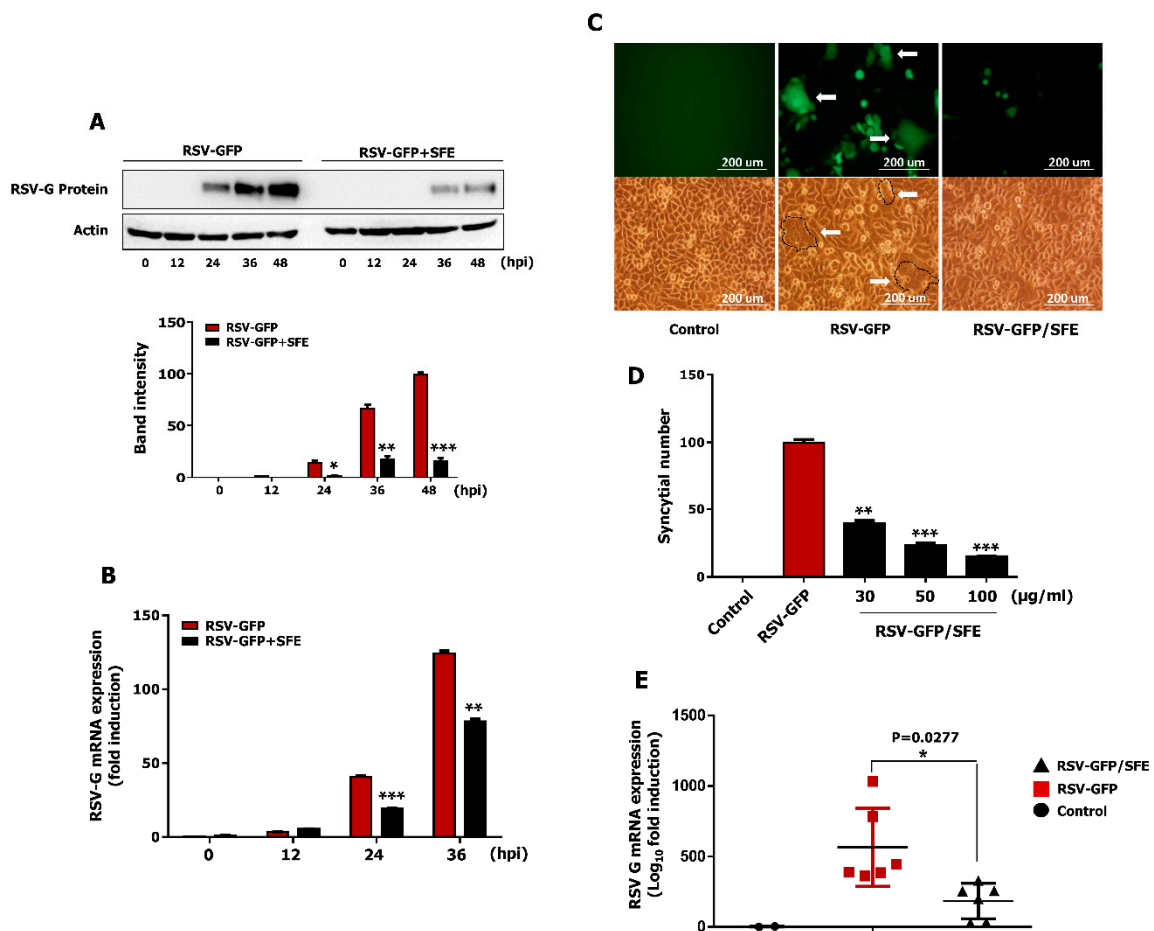 A
RSV-GFP RSV-GFP+SFE
RSV-G Protein
Actin
0 12 24 36 48 0 12 24 36 48 (hpi)
150
100
50
0
Band intensity
RSV-GFP
RSV-GFP+SFE
* ** ***
0 12 24 36 48 (hpi)
B
150
100
50
0
RSV-G mRNA expression
(fold induction)
RSV-GFP
RSV-GFP+SFE
*** **
0 12 24 36 (hpi)
C
200 um 200 um 200 um
200 um 200 um 200 um
Control RSV-GFP RSV-GFP/SFE
D
150
100
50
0
Syncytial number
** *** ***
Control RSV-GFP 30 50 100 (µg/ml)
RSV-GFP/SFE
E
1500
1000
500
0
RSV G mRNA expression
(Log₁₀ fold induction)
P=0.0277
*
RSV-GFP/SFE
RSV-GFP
Control